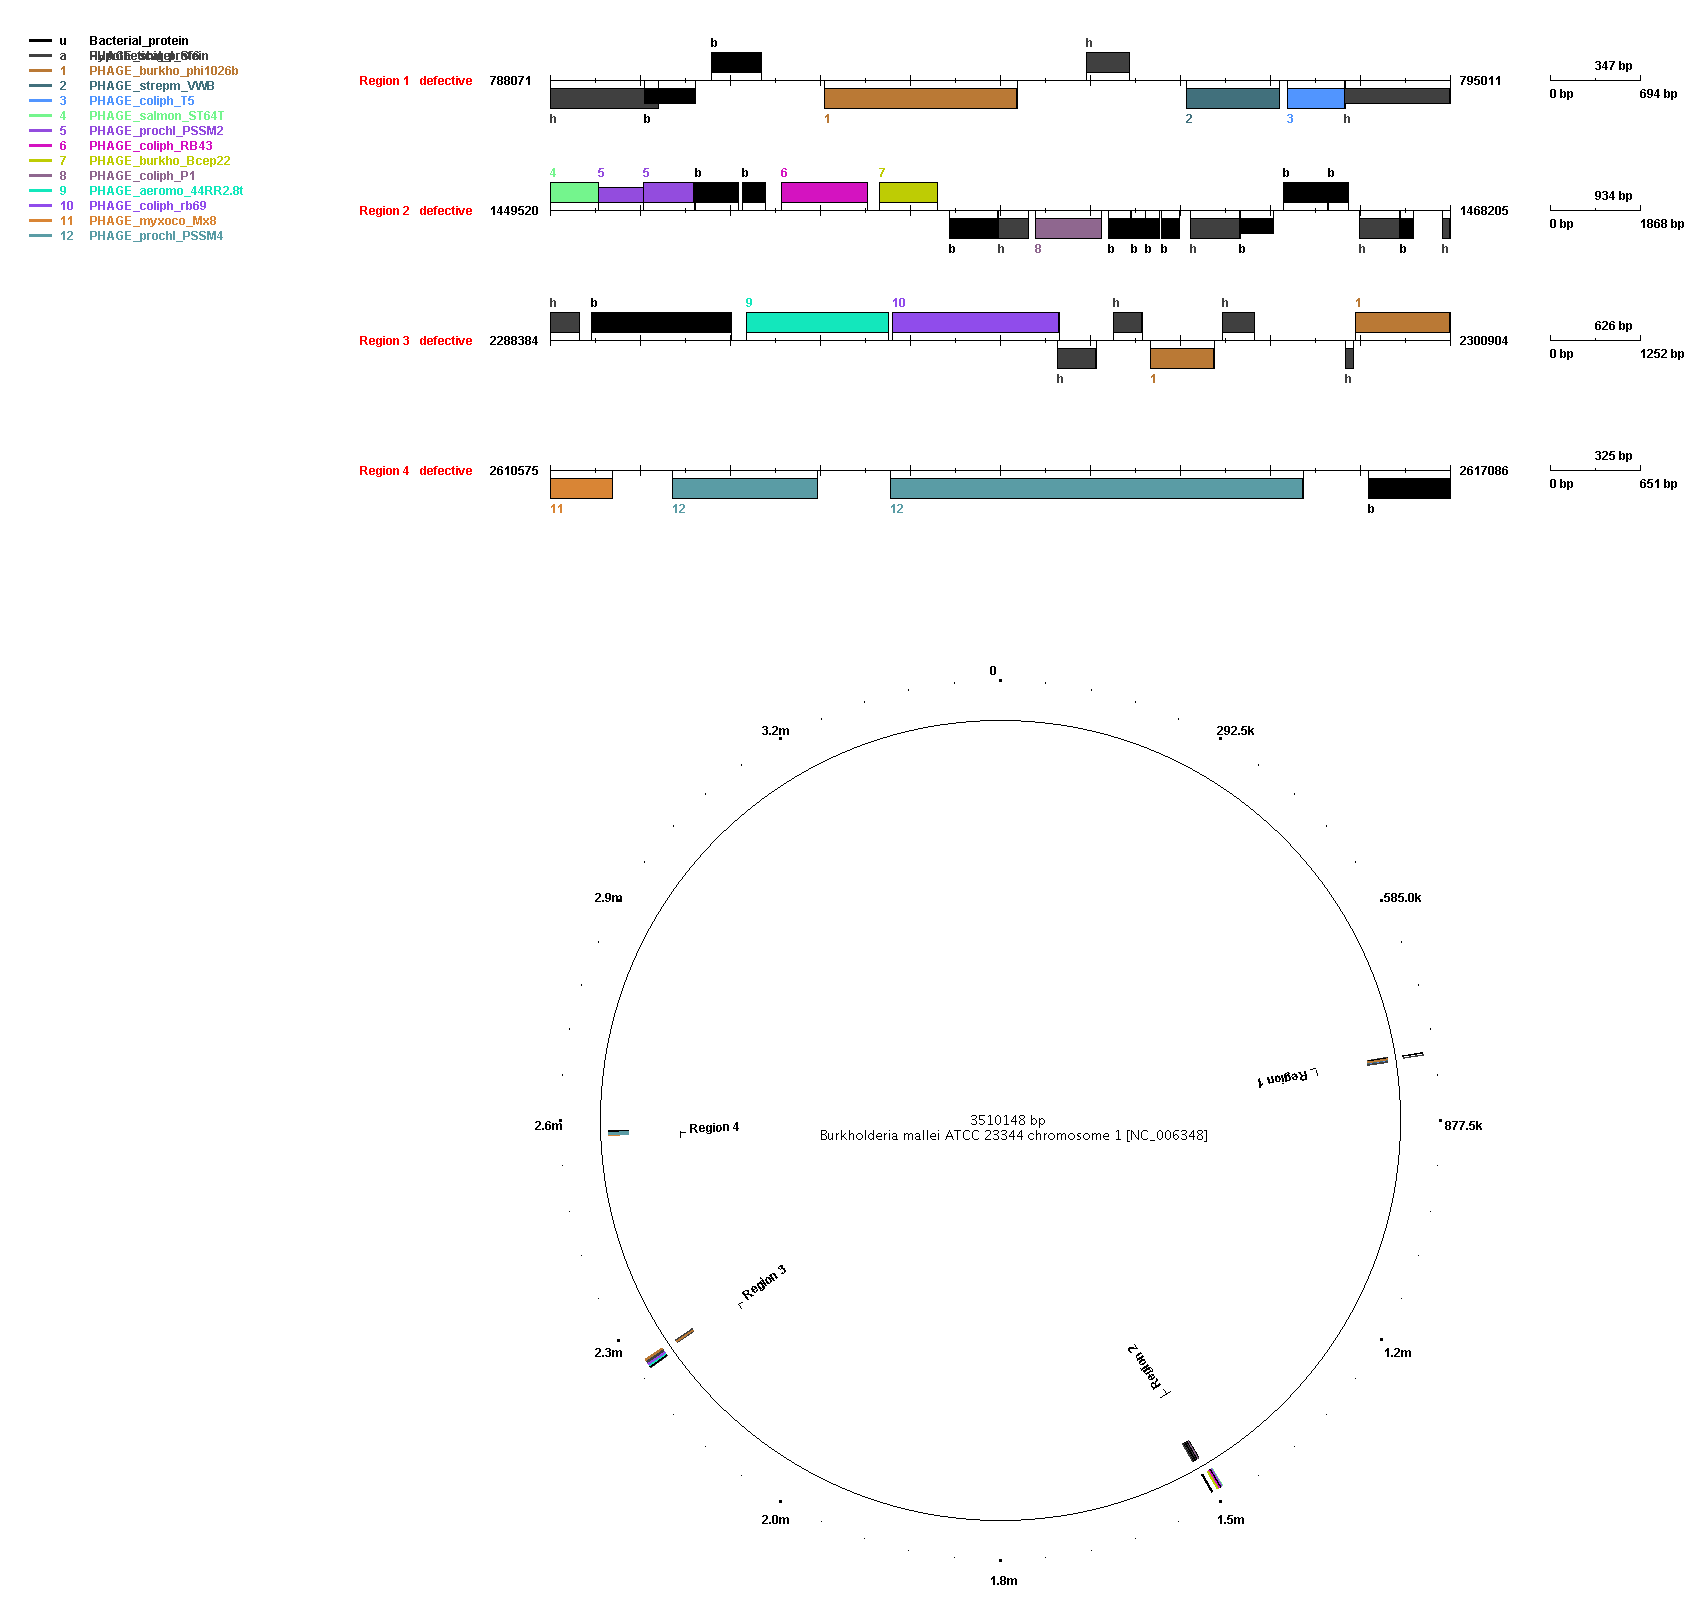 u Bacterial_protein
a
1 PHAGE_burkho_phi1026b
2 PHAGE_strepm_VWB
3 PHAGE_coliph_T5
4 PHAGE_salmon_ST64T
5 PHAGE_prochl_PSSM2
6 PHAGE_coliph_RB43
7 PHAGE_burkho_Bcep22
8 PHAGE_coliph_P1
9 PHAGE_aeromo_44RR2.8t
10 PHAGE_coliph_rb69
11 PHAGE_myxoco_Mx8
12 PHAGE_prochl_PSSM4
b h
Region 1 defective 788071 795011 347 bp
0 bp 694 bp
h b 1 2 3 h
4 5 5 b b 6 7 b b
Region 2 defective 1449520 1468205 934 bp
0 bp 1868 bp
b h 8 b b b b h b h b h
h b 9 10 h h 1
Region 3 defective 2288384 2300904 626 bp
0 bp 1252 bp
h 1 h
Region 4 defective 2610575 2617086 325 bp
0 bp 651 bp
11 12 12 b
0
3.2m 292.5k
2.9m 585.0k
Region 1
2.6m Region 4 877.5k
3510148 bp
Burkholderia mallei ATCC 23344 chromosome 1 [NC_006348]
Region 3
2.3m 1.2m
Region 2
2.0m 1.5m
1.8m